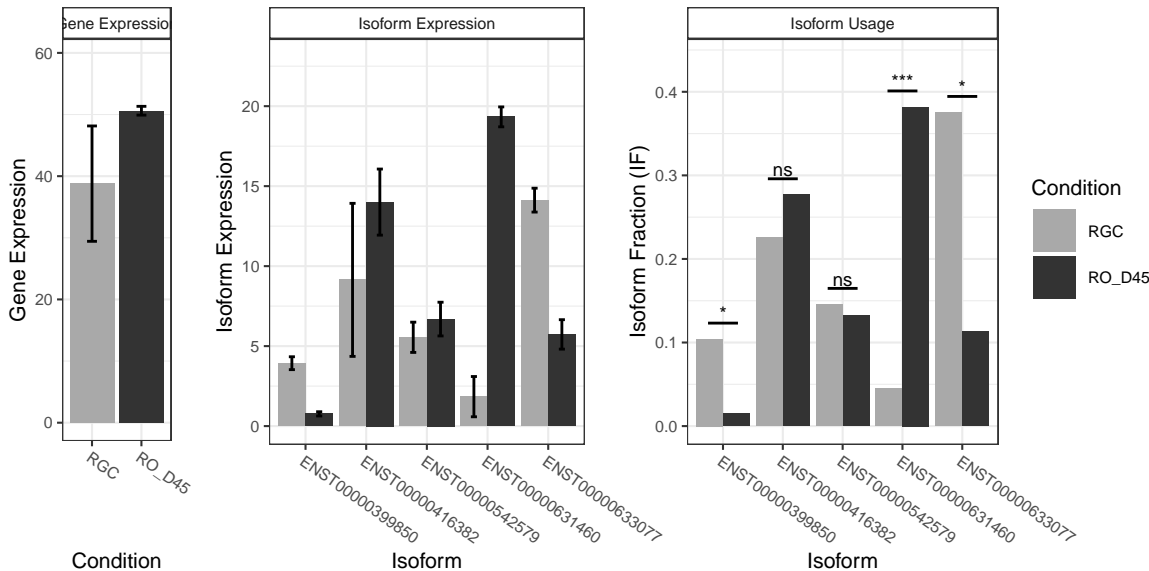 Gene Expression
Isoform Expression
Isoform Usage
Gene Expression
60
40
20
0
RGC
RO_D45
Condition
Isoform Expression
20
15
10
5
0
ENST00000399850
ENST00000416382
ENST00000542579
ENST00000631460
ENST00000633077
Isoform
Isoform Fraction (IF)
0.4
0.3
0.2
0.1
0.0
*
ns
ns
***
*
ENST00000399850
ENST00000416382
ENST00000542579
ENST00000631460
ENST00000633077
Isoform
Condition
RGC
RO_D45